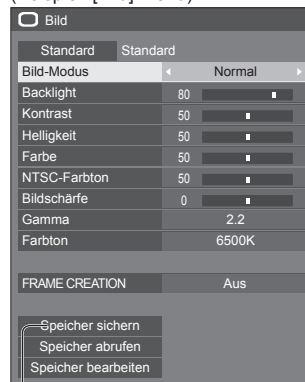 Bild
Standard Standard
Bild-Modus Normal
Backlight 80
Kontrast 50
Helligkeit 50
Farbe 50
NTSC-Farbton 50
Bildschärfe 0
Gamma 2.2
Farbton 6500K
FRAME CREATION Aus
Speicher sichern
Speicher abrufen
Speicher bearbeiten